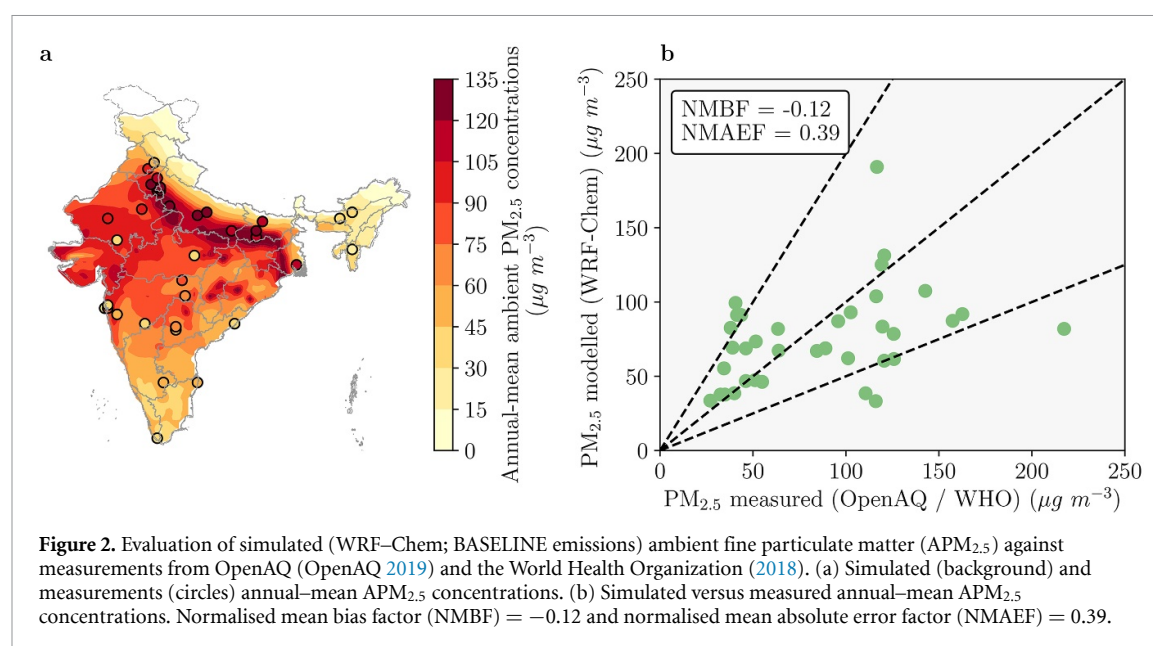 a
135
120
105
90
75
60
45
30
15
0
Annual-mean ambient PM2.5 concentrations
(μg m−3)
b
NMBF = -0.12
NMAEF = 0.39
250
200
150
100
50
0
PM2.5 modelled (WRF-Chem) (μg m−3)
0 50 100 150 200 250
PM2.5 measured (OpenAQ / WHO) (μg m−3)
Figure 2. Evaluation of simulated (WRF–Chem; BASELINE emissions) ambient fine particulate matter (APM2.5) against
measurements from OpenAQ (OpenAQ 2019) and the World Health Organization (2018). (a) Simulated (background) and
measurements (circles) annual–mean APM2.5 concentrations. (b) Simulated versus measured annual–mean APM2.5
concentrations. Normalised mean bias factor (NMBF) = −0.12 and normalised mean absolute error factor (NMAEF) = 0.39.